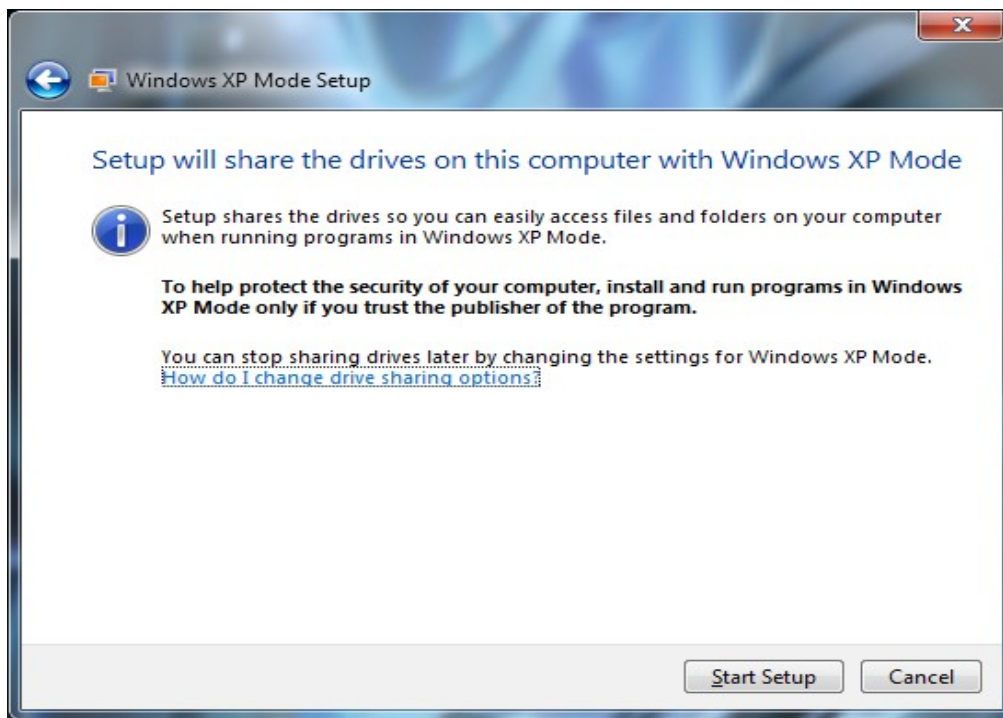 Windows XP Mode Setup
Setup will share the drives on this computer with Windows XP Mode
Setup shares the drives so you can easily access files and folders on your computer
when running programs in Windows XP Mode.
To help protect the security of your computer, install and run programs in Windows
XP Mode only if you trust the publisher of the program.
You can stop sharing drives later by changing the settings for Windows XP Mode.
How do I change drive sharing options?
Start Setup
Cancel